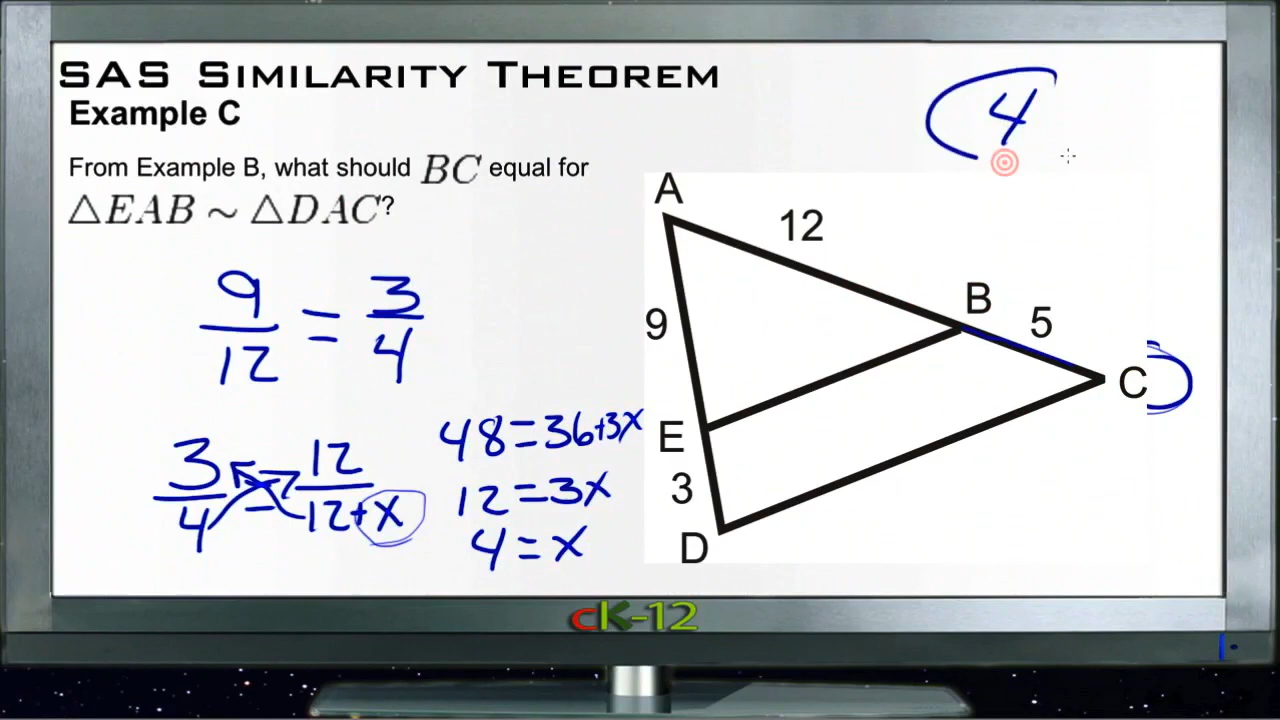 SAS SIMILARITY THEOREM
Example C
From Example B, what should BC equal for
△EAB ∼ △DAC?
9/12 = 3/4
3/4 = 12/12+x
48=36+3x
12=3x
4=x
4
A
12
B
5
C
9
E
3
D
cK-12